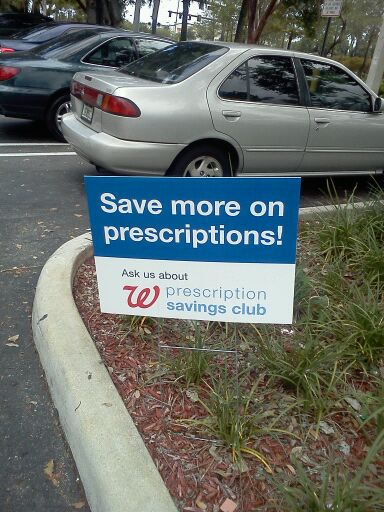 Save more on
prescriptions!
Ask us about
W prescription
savings club